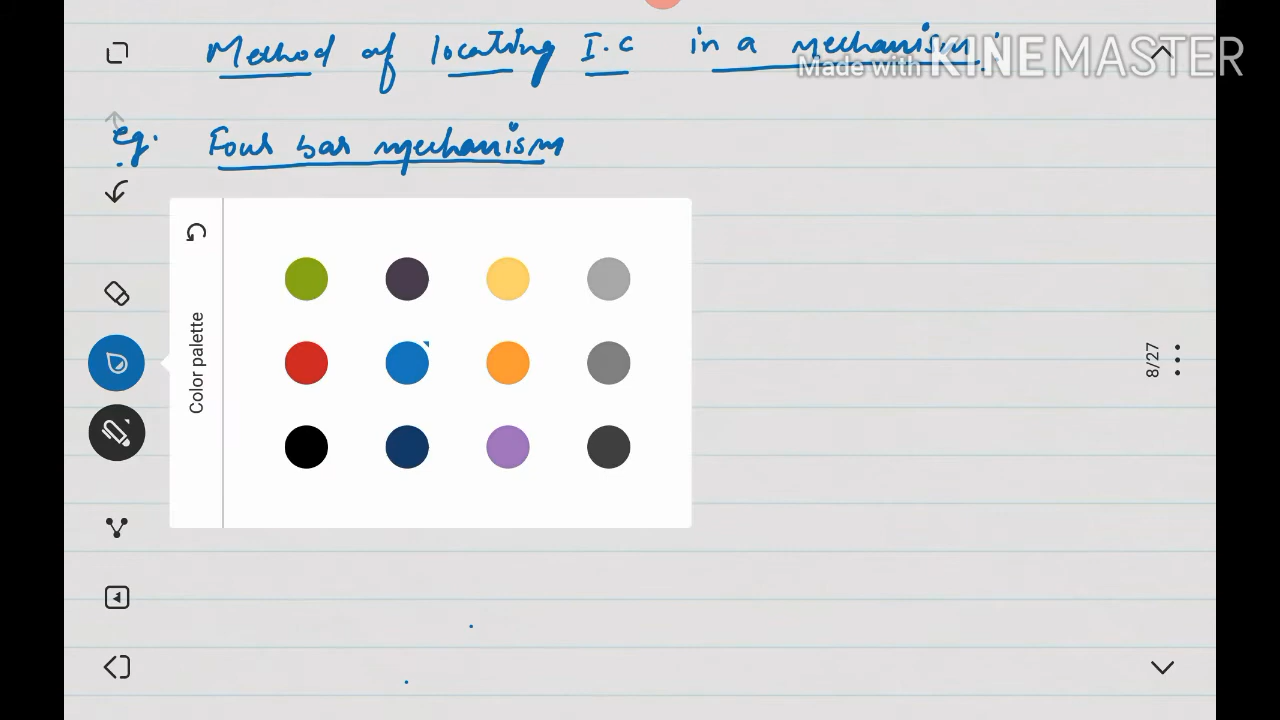 Method of locating I.C in a mechanism:
Made with KINEMASTER
eg. Four bar mechanism
Color palette
8/27